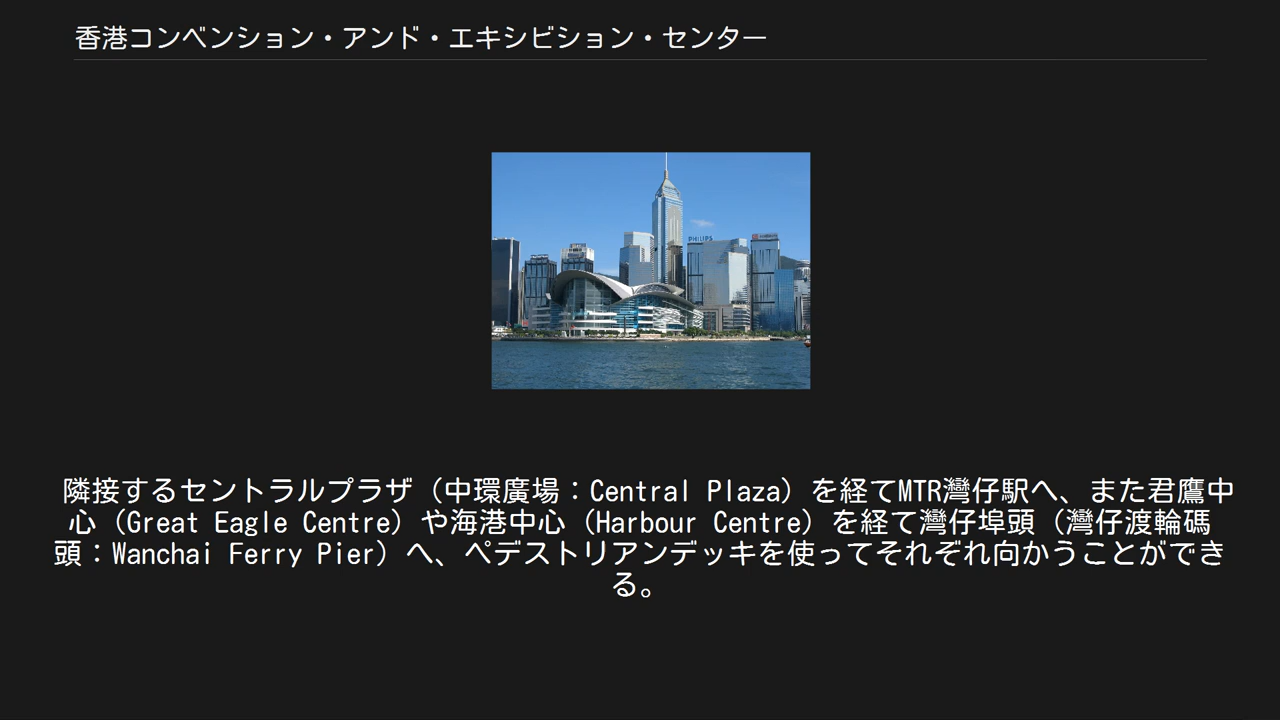 香港コンベンション・アンド・エキシビション・センター
PHILIPS
隣接するセントラルプラザ（中環廣場：Central Plaza）を経てMTR灣仔駅へ、また君鷹中
心（Great Eagle Centre）や海港中心（Harbour Centre）を経て灣仔埠頭（灣仔渡輪碼
頭：Wanchai Ferry Pier）へ、ペデストリアンデッキを使ってそれぞれ向かうことができ
る。